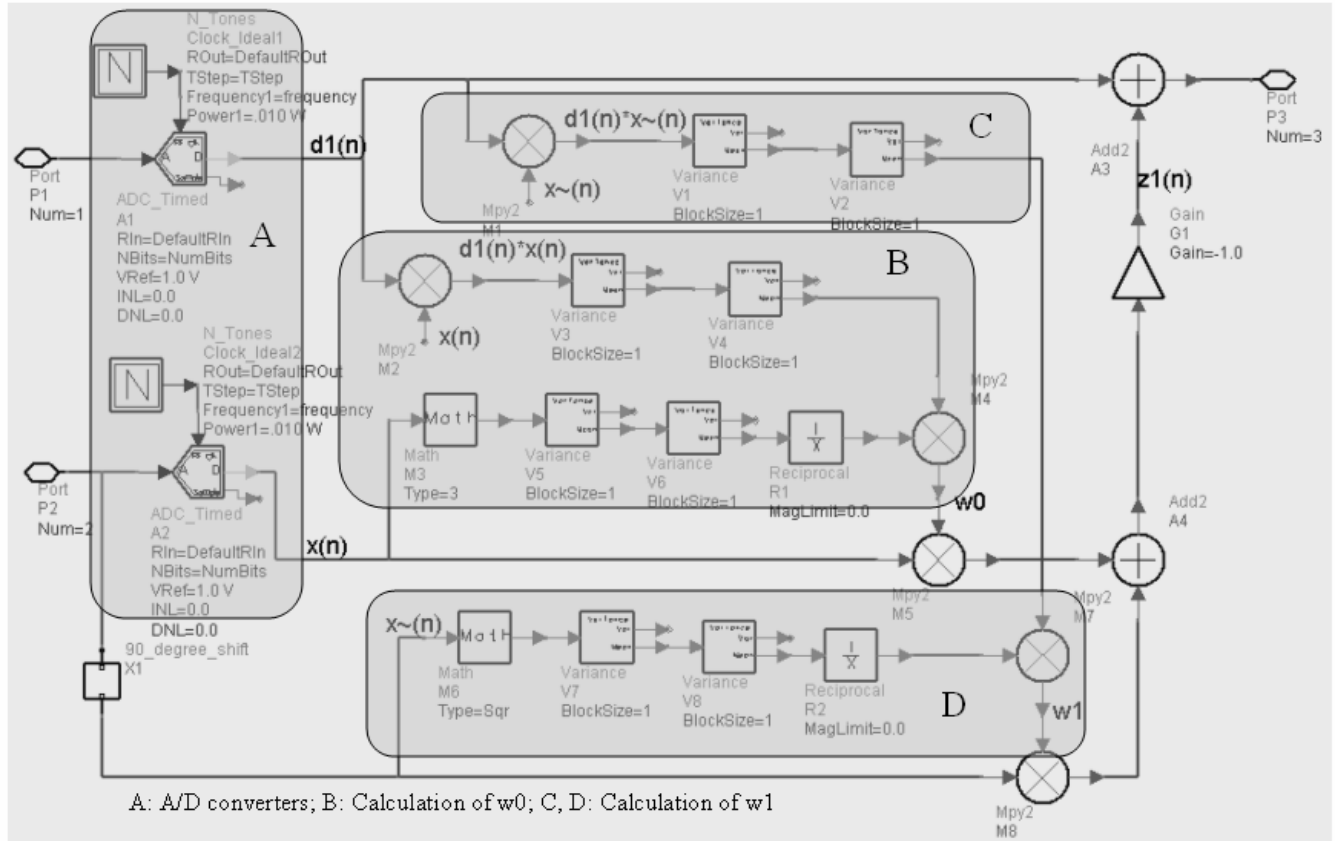 N_Tones
Clock_Ideal1
ROut=DefaultROut
TStep=TStep
Frequency1=frequency
Power1=.010 W
N
A
D
d1(n)
Port
P1
Num=1
ADC_Timed
A1
RIn=DefaultRIn
NBits=NumBits
VRef=1.0 V
INL=0.0
DNL=0.0
A
N_Tones
Clock_Ideal2
ROut=DefaultROut
TStep=TStep
Frequency1=frequency
Power1=.010 W
N
A
D
Port
P2
Num=2
ADC_Timed
A2
RIn=DefaultRIn
NBits=NumBits
VRef=1.0 V
INL=0.0
DNL=0.0
x(n)
90_degree_shift
X1
d1(n)*x~(n)
C
x~(n)
Mpy2
M1
Variance
Variance
V1
BlockSize=1
Variance
Variance
V2
BlockSize=1
d1(n)*x(n)
B
x(n)
Mpy2
M2
Variance
V3
BlockSize=1
Variance
V4
BlockSize=1
Mpy2
M4
Math
Math
M3
Type=3
Variance
V5
BlockSize=1
Variance
V6
BlockSize=1
1
X
Reciprocal
R1
MagLimit=0.0
w0
Mpy2
M5
x~(n)
Math
Math
M6
Type=Sqr
Variance
V7
BlockSize=1
Variance
V8
BlockSize=1
1
X
Reciprocal
R2
MagLimit=0.0
D
Mpy2
M7
w1
Mpy2
M8
Add2
A3
Port
P3
Num=3
z1(n)
Gain
G1
Gain=-1.0
Add2
A4
A: A/D converters; B: Calculation of w0; C, D: Calculation of w1